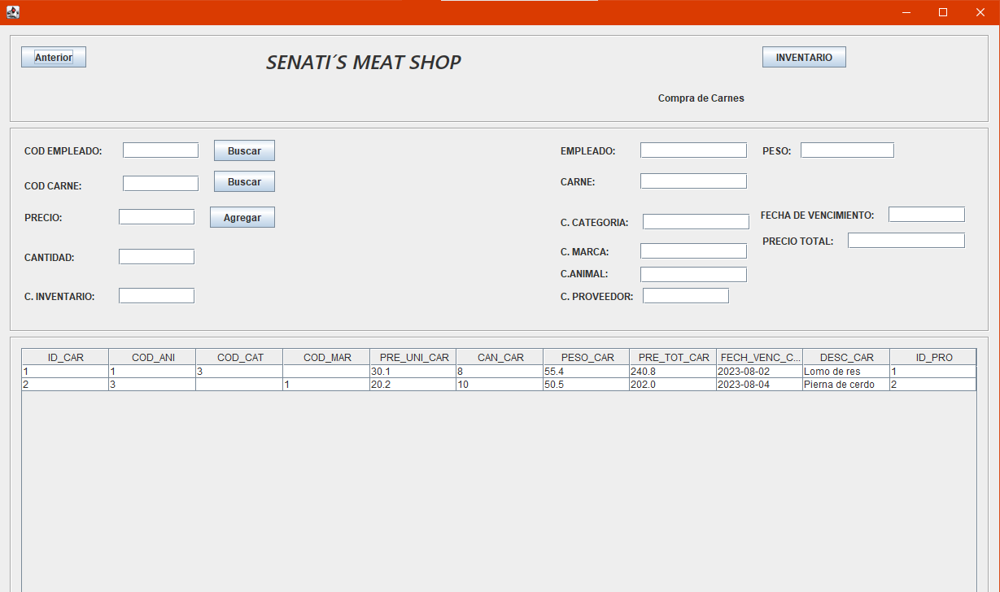 Anterior
SENATI´S MEAT SHOP
INVENTARIO
Compra de Carnes
COD EMPLEADO: Buscar EMPLEADO: PESO:
COD CARNE: Buscar CARNE:
PRECIO: Agregar C. CATEGORIA: FECHA DE VENCIMIENTO:
C. MARCA: PRECIO TOTAL:
CANTIDAD: C.ANIMAL:
C. INVENTARIO: C. PROVEEDOR:
ID_CAR COD_ANI COD_CAT COD_MAR PRE_UNI_CAR CAN_CAR PESO_CAR PRE_TOT_CAR FECH_VENC_C... DESC_CAR ID_PRO
1 1 3 30.1 8 55.4 240.8 2023-08-02 Lomo de res 1
2 3 1 20.2 10 50.5 202.0 2023-08-04 Pierna de cerdo 2